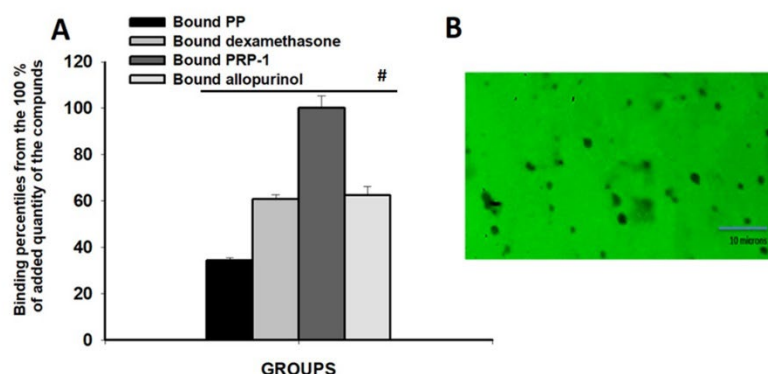 A
Bound PP
Bound dexamethasone
Bound PRP-1
Bound allopurinol
#
Binding percentiles from the 100 %
of added quantity of the compunds
120
100
80
60
40
20
0
GROUPS
B
10 microns